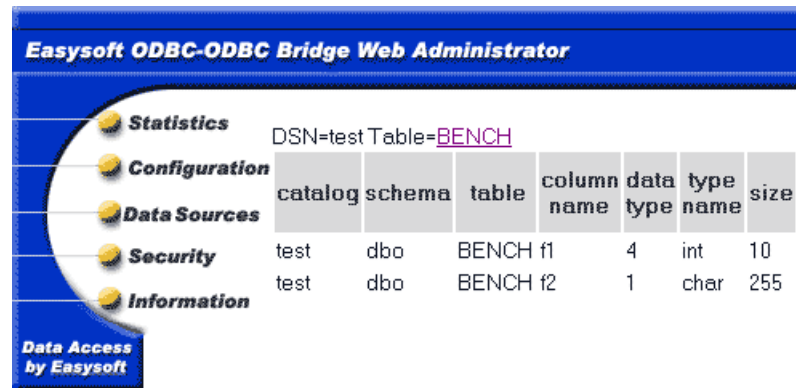 Easysoft ODBC-ODBC Bridge Web Administrator
Statistics
Configuration
Data Sources
Security
Information
Data Access
by Easysoft
DSN=test Table=BENCH
catalog schema table column name data type type name size
test dbo BENCH f1 4 int 10
test dbo BENCH f2 1 char 255